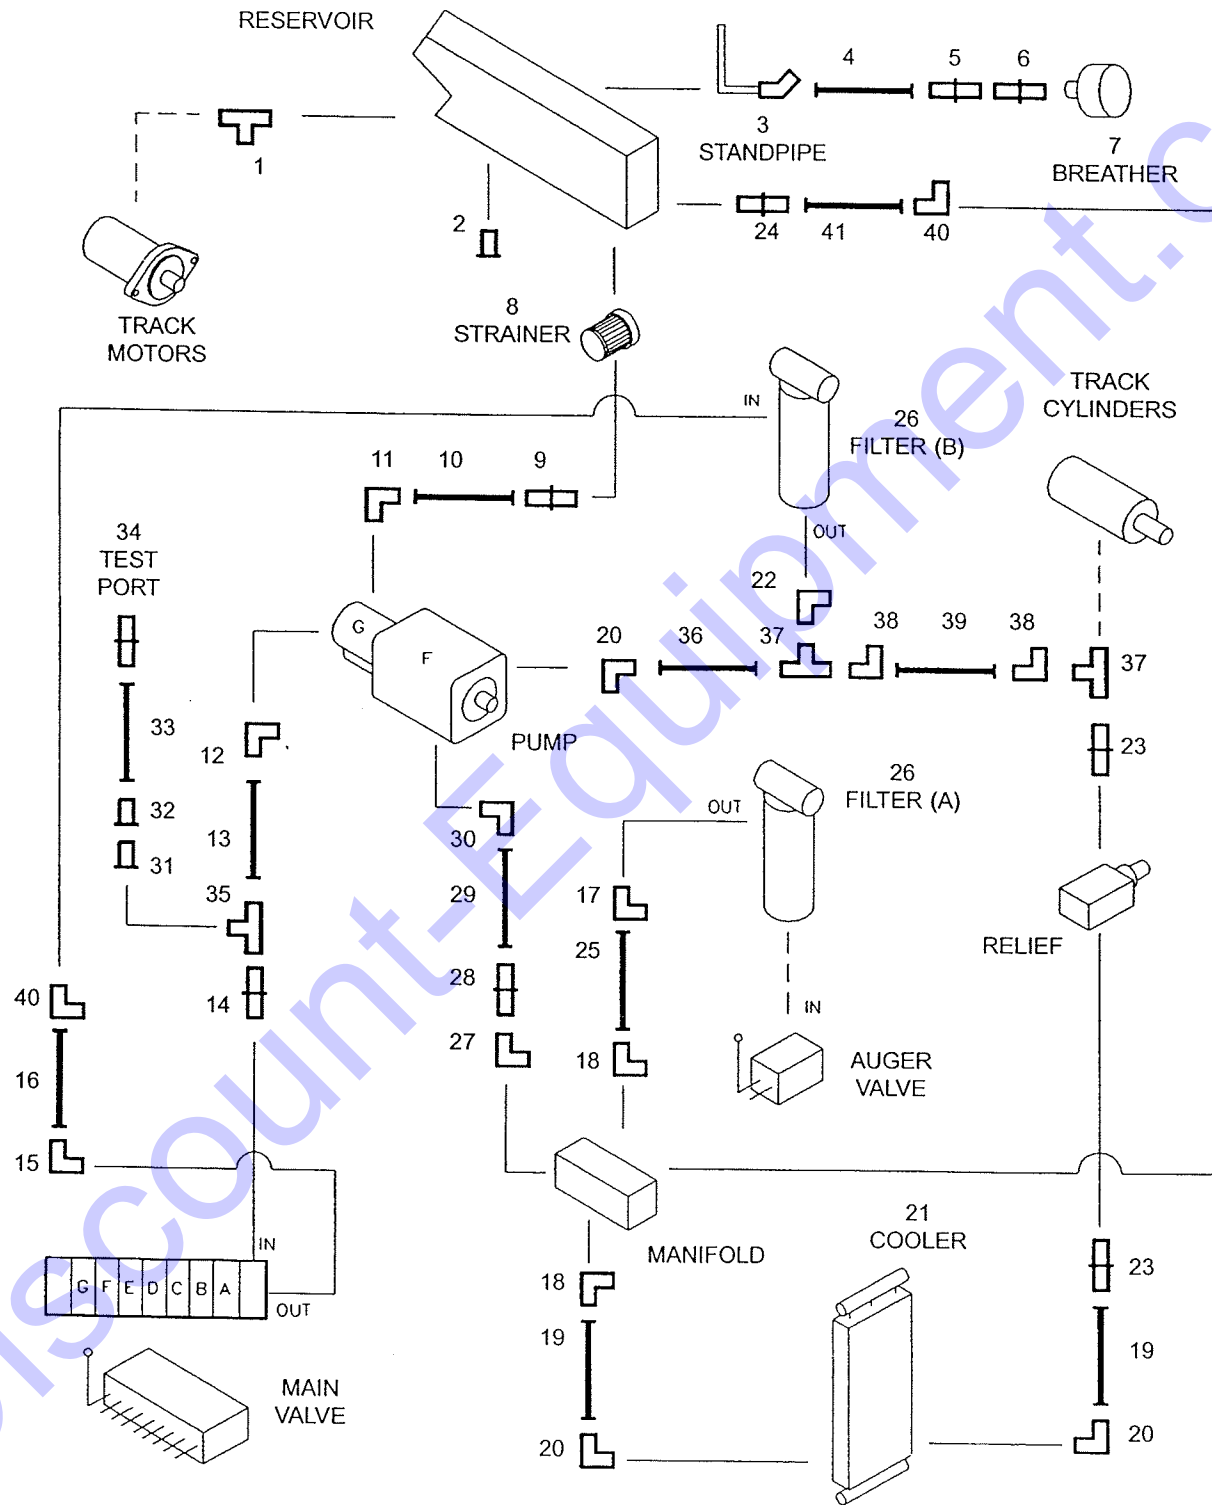 RESERVOIR
4
5
6
3
STANDPIPE
7
BREATHER
1
2
24
41
40
TRACK
MOTORS
8
STRAINER
IN
26
FILTER (B)
TRACK
CYLINDERS
11
10
9
OUT
34
TEST
PORT
22
G
F
20
36
37
38
39
38
37
33
12
PUMP
23
32
13
31
30
OUT
26
FILTER (A)
35
29
17
25
RELIEF
40
14
28
IN
27
18
AUGER
VALVE
16
15
MANIFOLD
21
COOLER
IN
G F E D C B A
OUT
18
23
19
19
MAIN
VALVE
20
20
Discount-Equipment.c